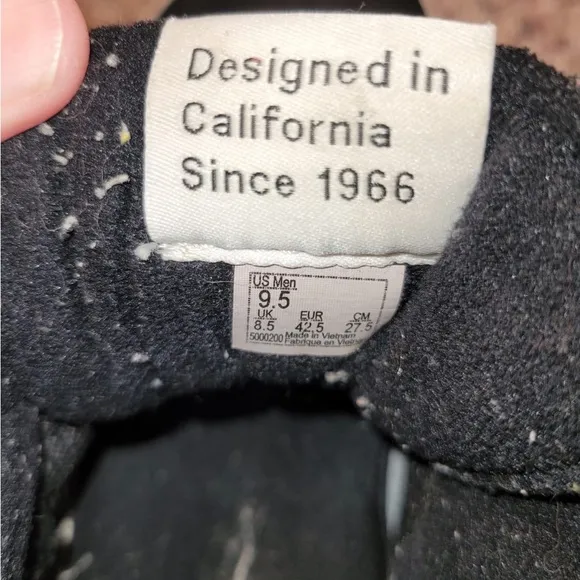 Designed in
California
Since 1966
US Men
9.5
UK EUR CM
8.5 42.5 27.5
5000200 Made in Vietnam
Fabriqué en Vietnam